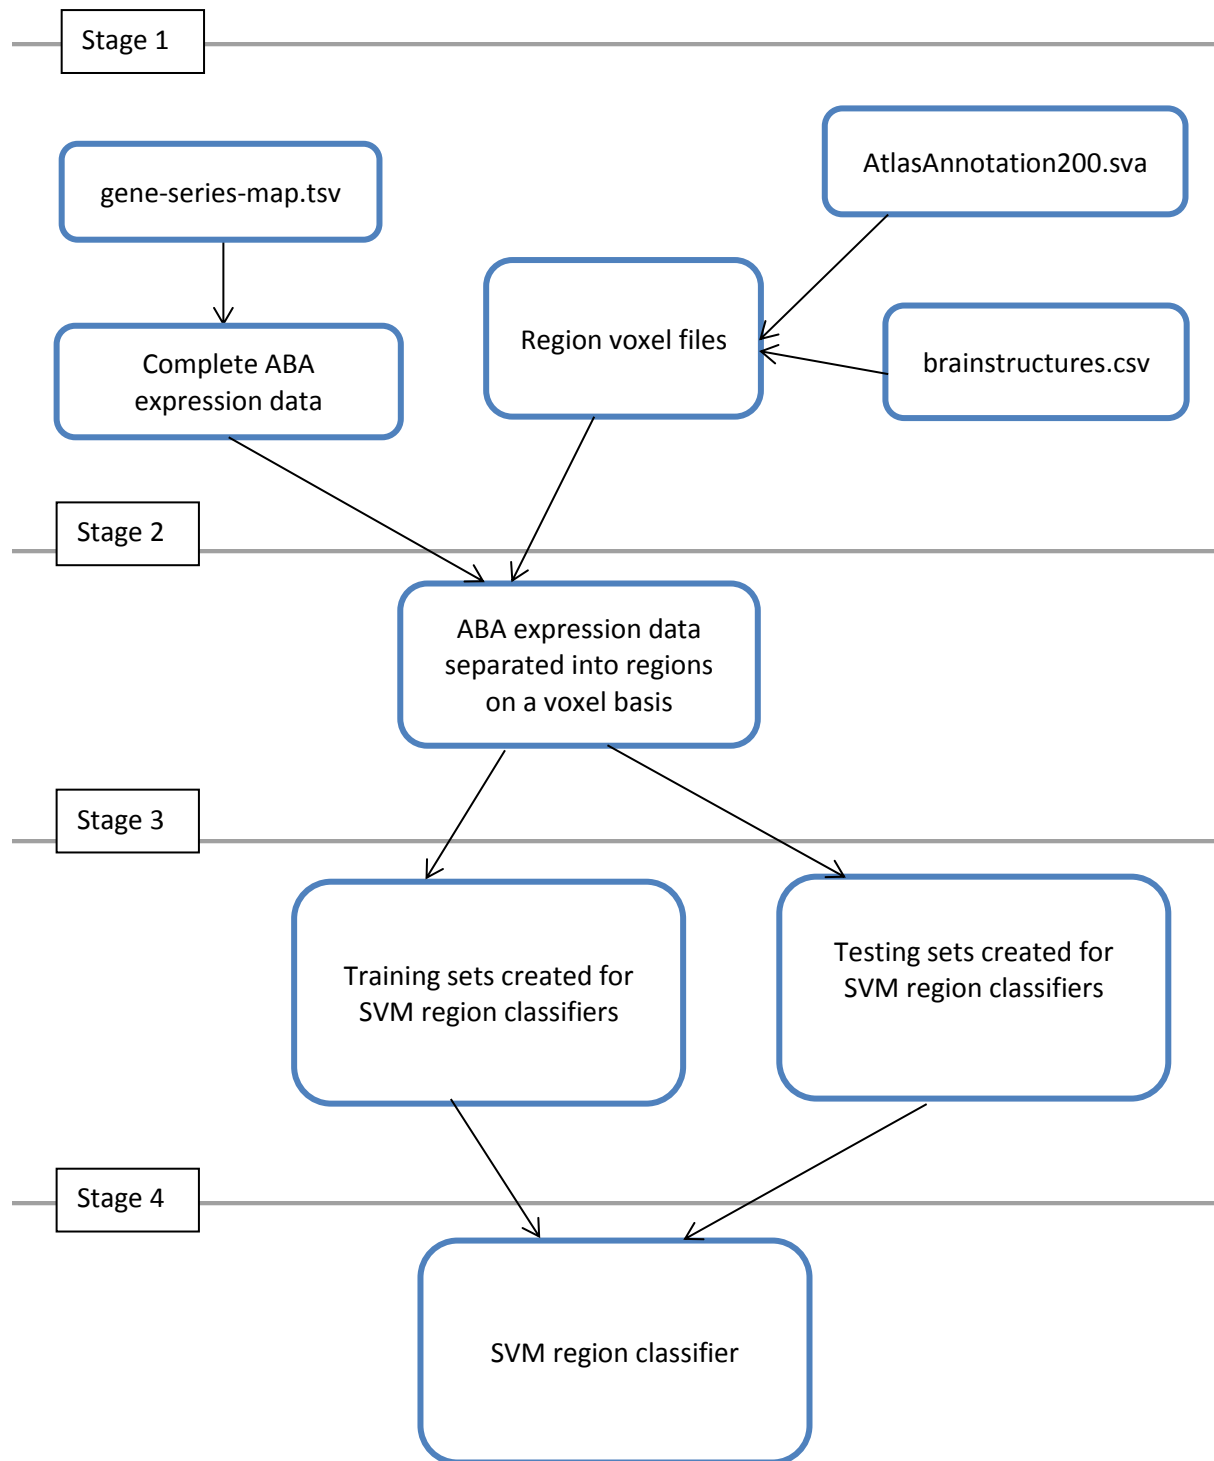 Stage 1
gene-series-map.tsv
AtlasAnnotation200.sva
Region voxel files
brainstructures.csv
Complete ABA
expression data
Stage 2
ABA expression data
separated into regions
on a voxel basis
Stage 3
Training sets created for
SVM region classifiers
Testing sets created for
SVM region classifiers
Stage 4
SVM region classifier